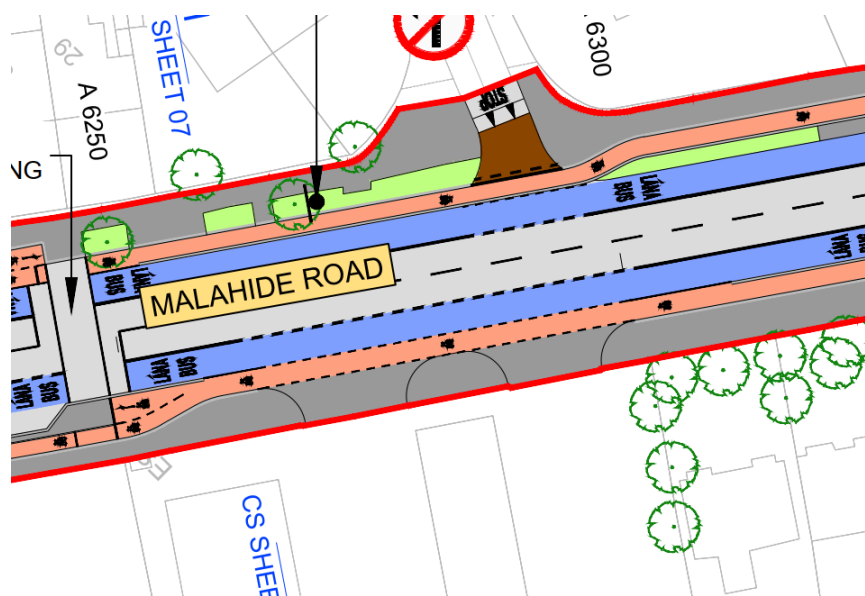 29
SHEET 07
A 6250
A 6300
STOP
NG
LÁNA
BUS
LÁNA
BUS
LÁNA
MALAHIDE ROAD
LÁNA
BUS
LÁNA
BUS
CS SHEE